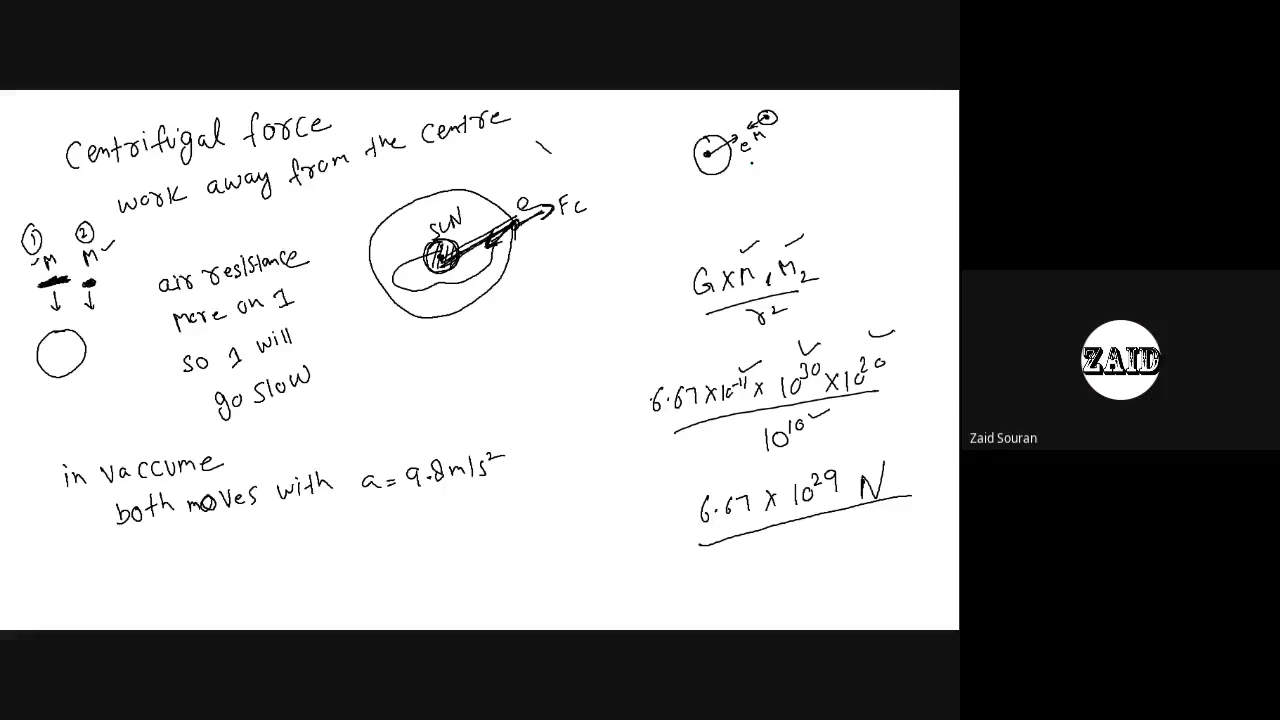 Centrifugal force
work away from the centre
1 2
M M
air resistance
more on 1
so 1 will
go slow
SUN
e
Fc
in vaccume
both moves with a = 9.8m/s²
e M
G x M₁ M₂
r²
6.67 x 10⁻¹¹ x 10³⁰ x 10²⁰
10¹⁰
6.67 x 10²⁹ N
ZAID
Zaid Souran